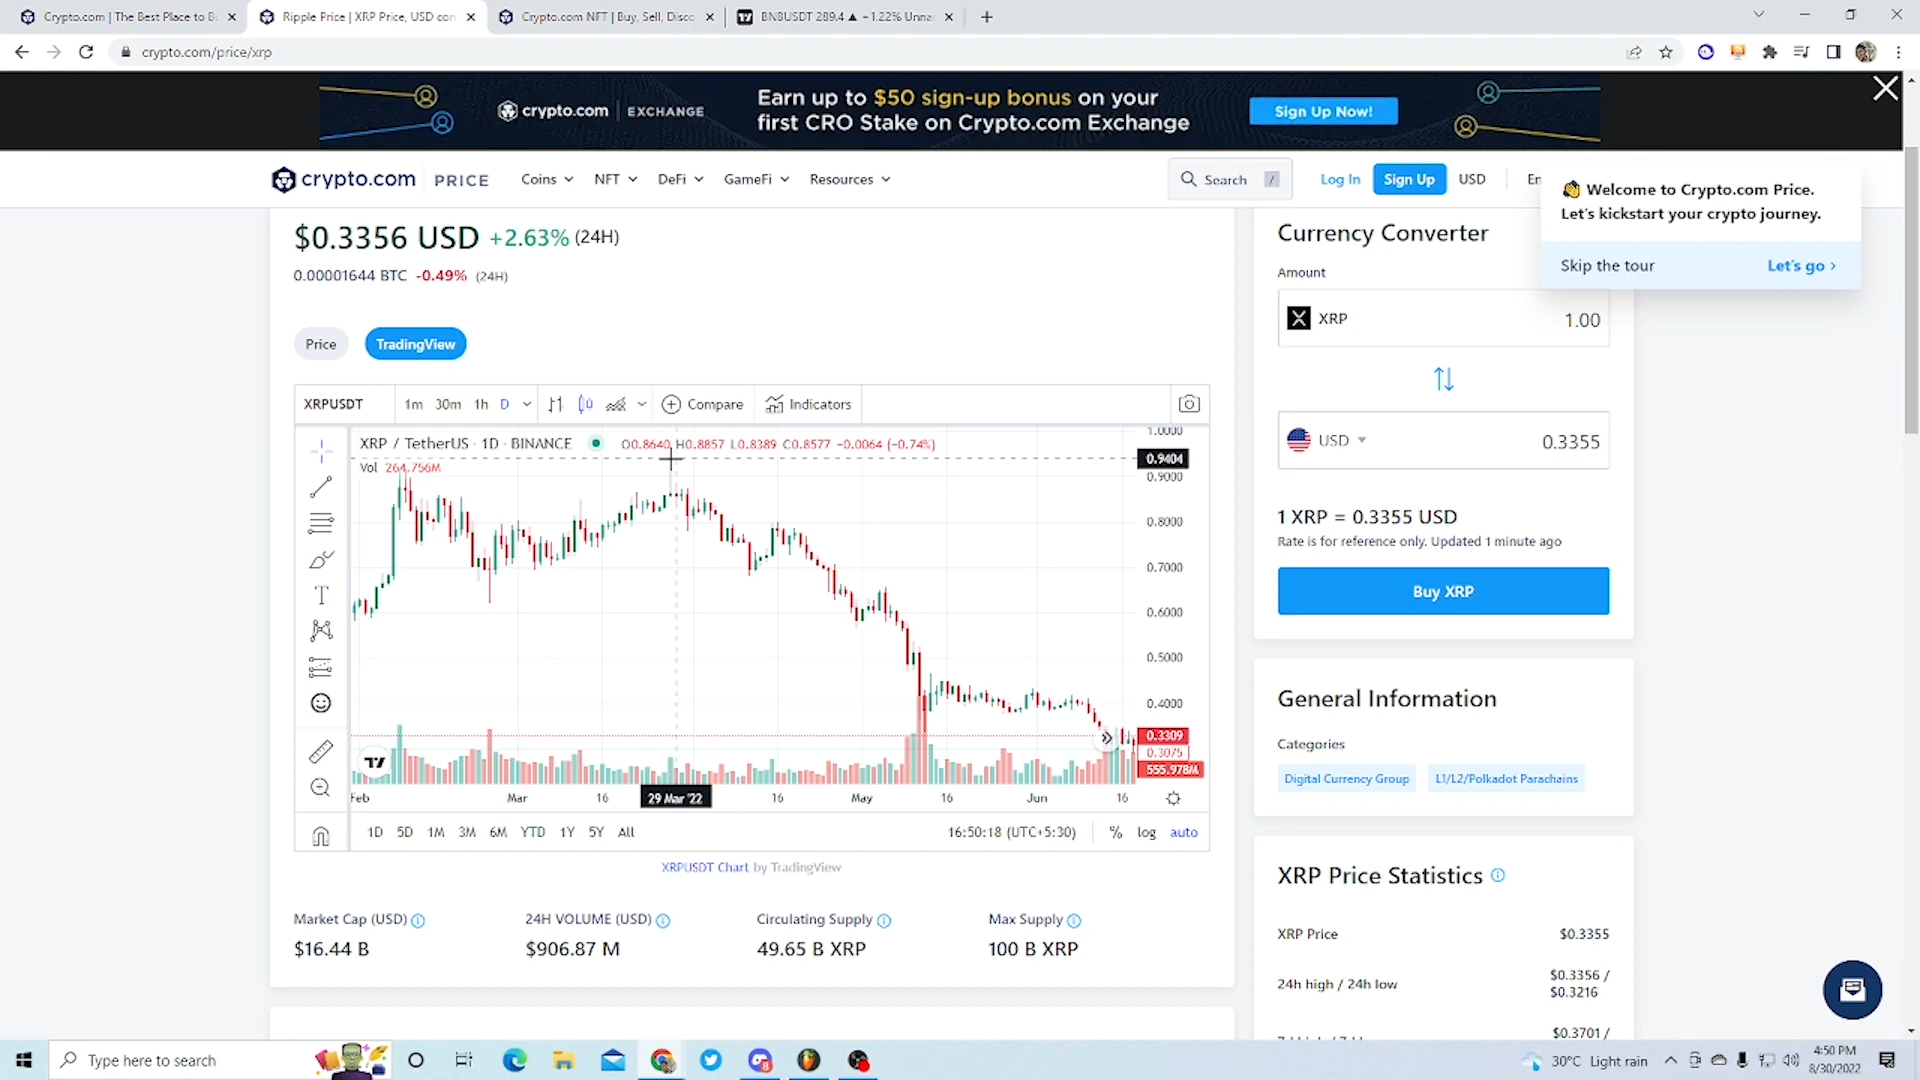 Crypto.com | The Best Place to B
Ripple Price | XRP Price, USD con
Crypto.com NFT | Buy, Sell, Disco
BNBUSDT 289.4 ▲ +1.22% Unna
crypto.com/price/xrp
crypto.com | EXCHANGE
Earn up to $50 sign-up bonus on your
first CRO Stake on Crypto.com Exchange
Sign Up Now!
crypto.com PRICE
Coins NFT DeFi GameFi Resources
Search /
Log In Sign Up USD En
👋 Welcome to Crypto.com Price.
Let's kickstart your crypto journey.
Skip the tour Let's go ›
$0.3356 USD +2.63% (24H)
0.00001644 BTC -0.49% (24H)
Price TradingView
XRPUSDT 1m 30m 1h D Compare Indicators
XRP / TetherUS · 1D · BINANCE O0.8640 H0.8857 L0.8389 C0.8577 −0.0064 (−0.74%)
Vol 264.756M
1.0000
0.9404
0.9000
0.8000
0.7000
0.6000
0.5000
0.4000
0.3309
0.3075
555.978M
Feb Mar 16 29 Mar '22 16 May 16 Jun 16
1D 5D 1M 3M 6M YTD 1Y 5Y All
16:50:18 (UTC+5:30) % log auto
XRPUSDT Chart by TradingView
Market Cap (USD)
$16.44 B
24H VOLUME (USD)
$906.87 M
Circulating Supply
49.65 B XRP
Max Supply
100 B XRP
Currency Converter
Amount
XRP 1.00
USD 0.3355
1 XRP = 0.3355 USD
Rate is for reference only. Updated 1 minute ago
Buy XRP
General Information
Categories
Digital Currency Group L1/L2/Polkadot Parachains
XRP Price Statistics
XRP Price $0.3355
24h high / 24h low $0.3356 /
$0.3216
$0.3701 /
Type here to search
30°C Light rain
4:50 PM
8/30/2022